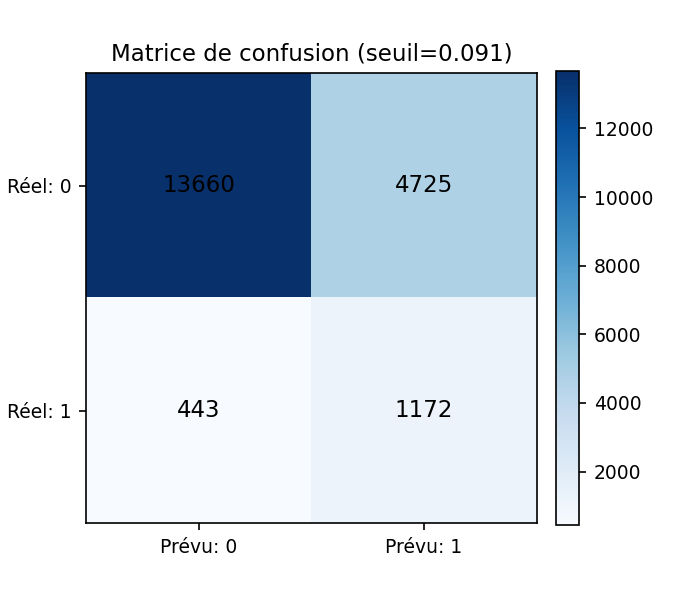 Matrice de confusion (seuil=0.091)
12000
Réel: 0
13660
4725
10000
8000
6000
4000
Réel: 1
443
1172
2000
Prévu: 0
Prévu: 1